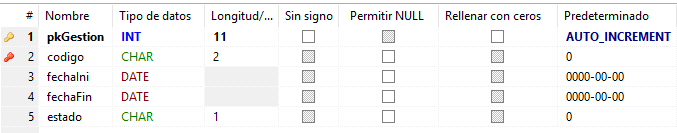 # Nombre Tipo de datos Longitud/... Sin signo Permitir NULL Rellenar con ceros Predeterminado
1 pkGestion INT 11 AUTO_INCREMENT
2 codigo CHAR 2 0
3 fechaIni DATE 0000-00-00
4 fechaFin DATE 0000-00-00
5 estado CHAR 1 0